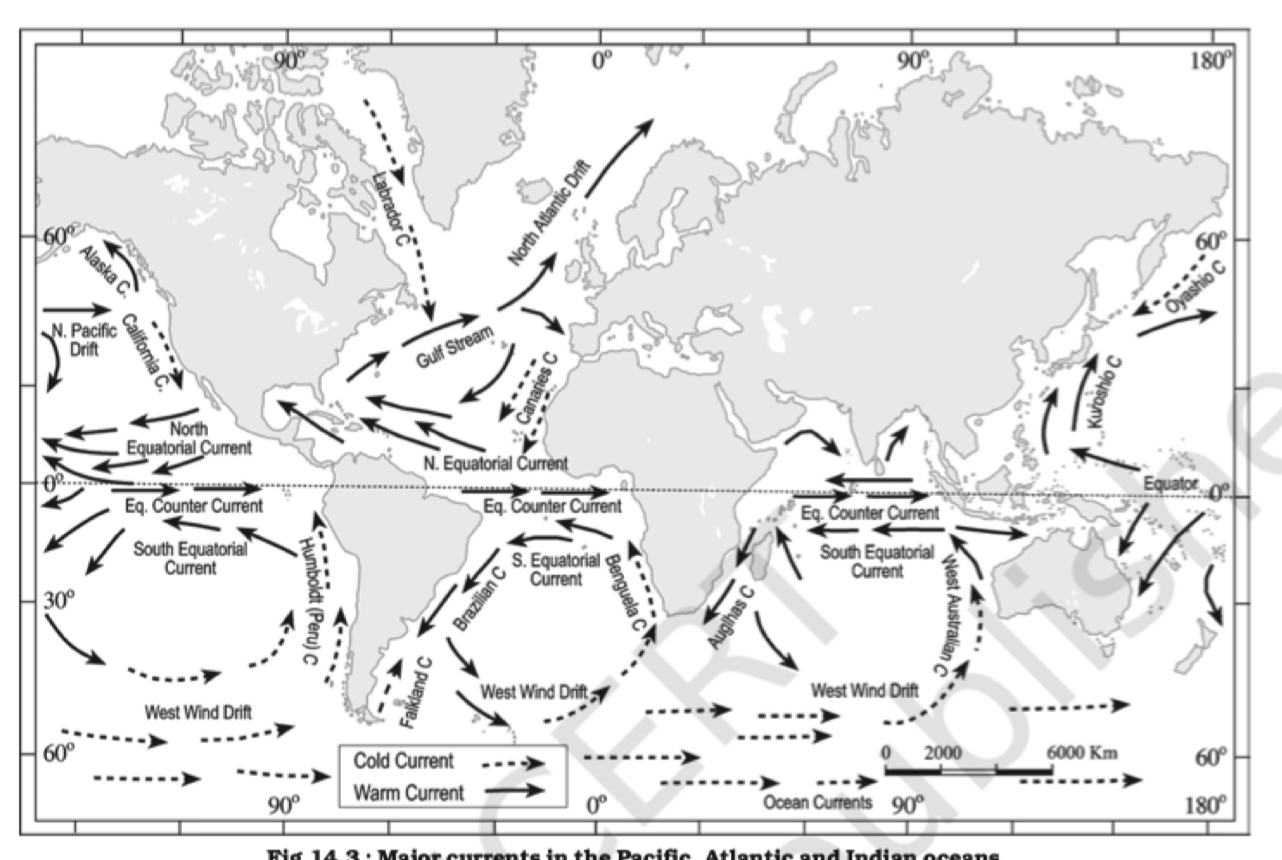 90° 0° 90° 180°
Labrador C
North Atlantic Drift
60° 60°
Alaska C.
Oyashio C
N. Pacific
Drift
California C.
Gulf Stream
Canaries C
Kuroshio C
North
Equatorial Current
N. Equatorial Current
0° Equator 0°
Eq. Counter Current
Eq. Counter Current
Eq. Counter Current
South Equatorial
Current
S. Equatorial
Current
South Equatorial
Current
Humboldt (Peru) C
Brazilian C
Benguela C
Augihas C
West Australian C
30°
Falkland C
West Wind Drift
West Wind Drift
West Wind Drift
60° 60°
Cold Current
Warm Current
0 2000 6000 Km
Ocean Currents
90° 0° 90° 180°
Fig 14.3 : Major currents in the Pacific, Atlantic and Indian oceans